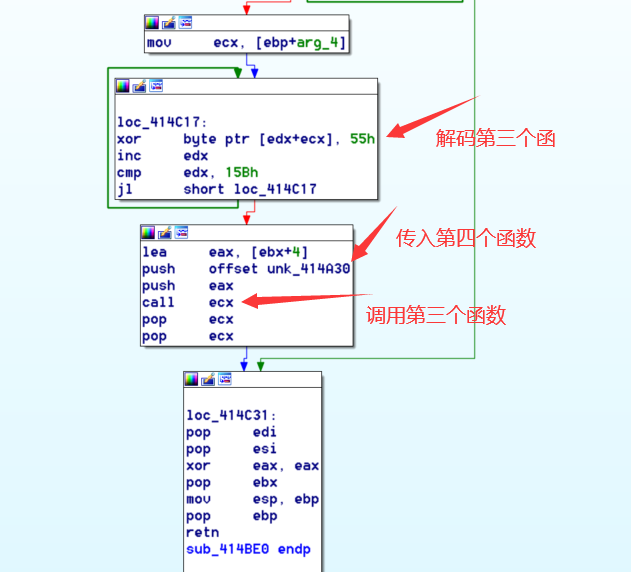 mov ecx, [ebp+arg_4]
loc_414C17:
xor byte ptr [edx+ecx], 55h
inc edx
cmp edx, 15Bh
jl short loc_414C17
解码第三个函
lea eax, [ebx+4]
push offset unk_414A30
push eax
call ecx
pop ecx
pop ecx
传入第四个函数
调用第三个函数
loc_414C31:
pop edi
pop esi
xor eax, eax
pop ebx
mov esp, ebp
pop ebp
retn
sub_414BE0 endp